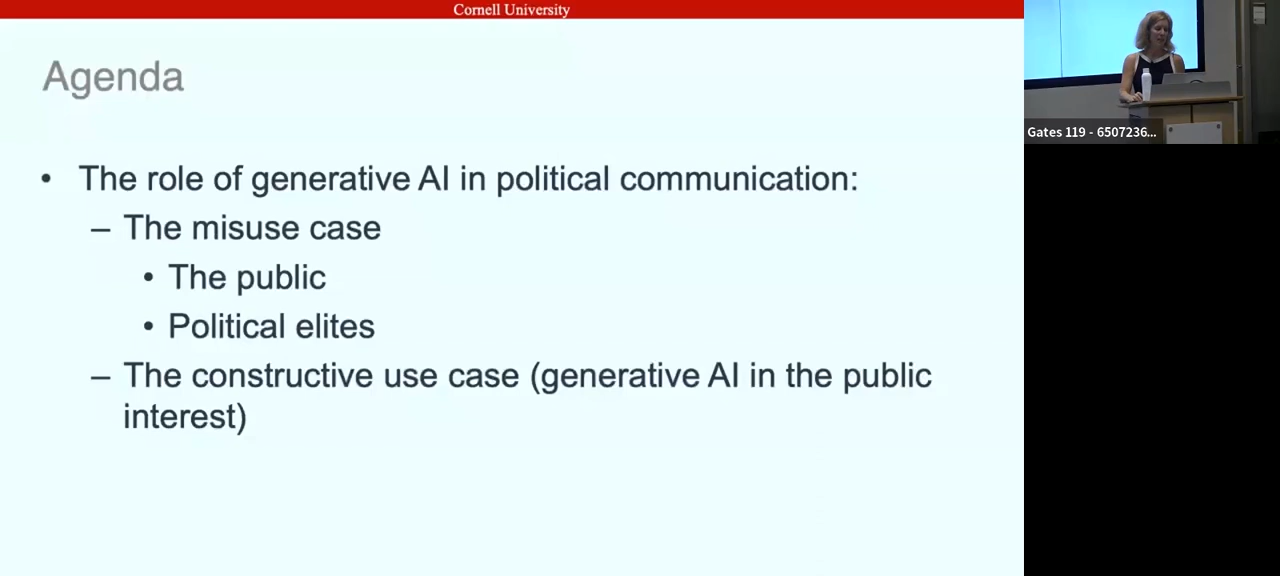 Cornell University
Agenda
• The role of generative AI in political communication:
– The misuse case
• The public
• Political elites
– The constructive use case (generative AI in the public
interest)
Gates 119 - 6507236...